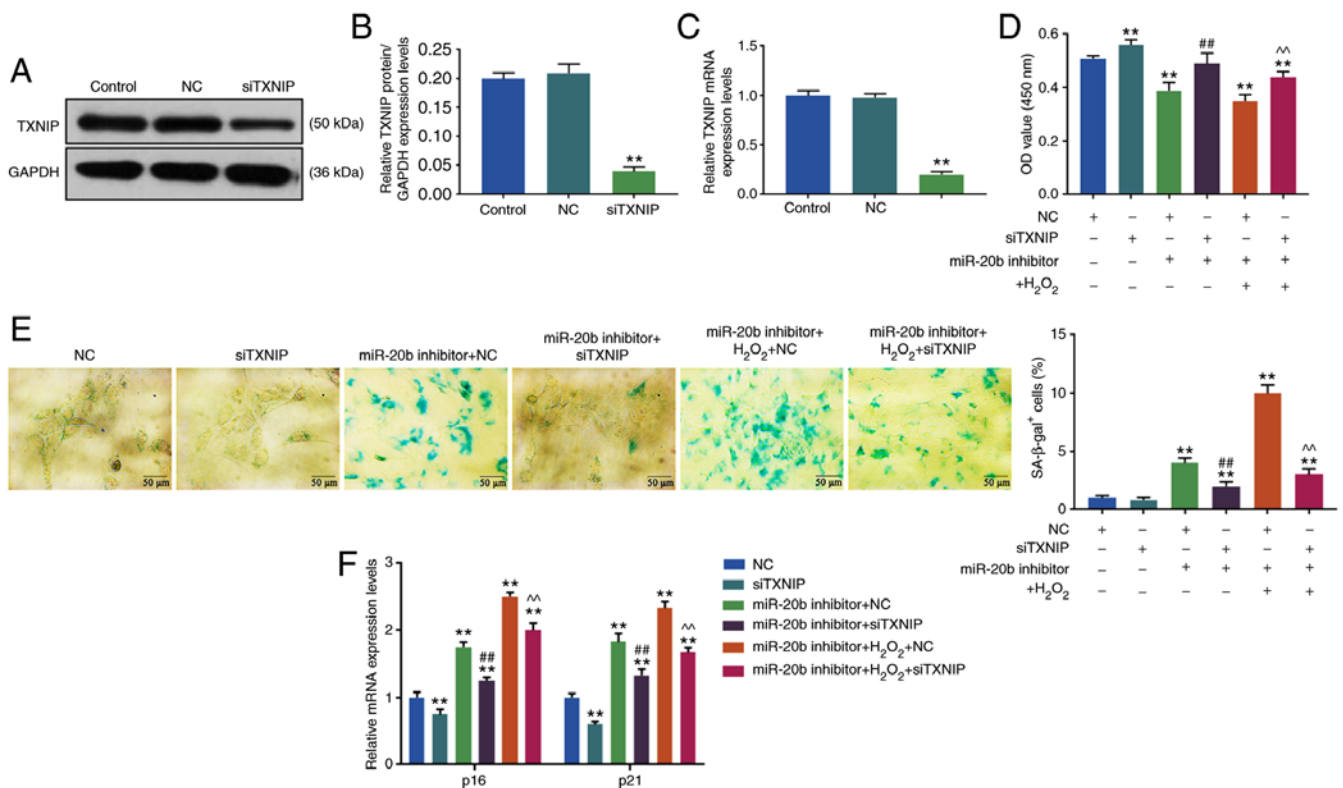 A
Control NC siTXNIP
TXNIP (50 kDa)
GAPDH (36 kDa)
B
Relative TXNIP protein/
GAPDH expression levels
0.25
0.20
0.15
0.10
0.05
0.00
**
Control NC siTXNIP
C
Relative TXNIP mRNA
expression levels
1.5
1.0
0.5
0.0
**
Control NC
D
OD value (450 nm)
0.6
0.4
0.2
0.0
** ** ## ** ^^
**
NC + – + – + –
siTXNIP – + – + – +
miR-20b inhibitor – – + + + +
+H₂O₂ – – – – + +
E
NC
siTXNIP
miR-20b inhibitor+NC
miR-20b inhibitor+
siTXNIP
miR-20b inhibitor+
H₂O₂+NC
miR-20b inhibitor+
H₂O₂+siTXNIP
50 µm 50 µm 50 µm 50 µm 50 µm 50 µm
SA-β-gal⁺ cells (%)
15
10
5
0
** ## ** ^^
** **
NC + – + – + –
siTXNIP – + – + – +
miR-20b inhibitor – – + + + +
+H₂O₂ – – – – + +
F
Relative mRNA expression levels
3
2
1
0
** ** ## ** ^^ ** ** ## ** ^^
** ** ** **
p16 p21
NC
siTXNIP
miR-20b inhibitor+NC
miR-20b inhibitor+siTXNIP
miR-20b inhibitor+H₂O₂+NC
miR-20b inhibitor+H₂O₂+siTXNIP